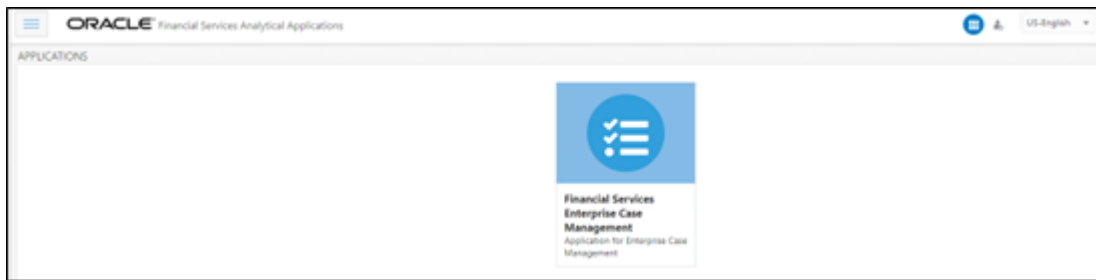 ORACLE Financial Services Analytical Applications
US-English
APPLICATIONS
Financial Services
Enterprise Case
Management
Application for Enterprise Case
Management